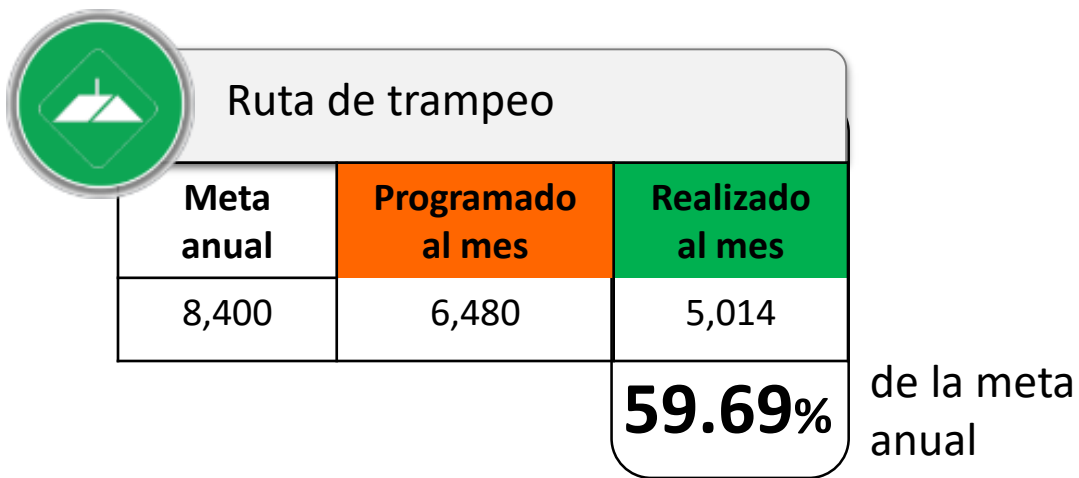 Ruta de trampeo
Meta
anual
Programado
al mes
Realizado
al mes
8,400
6,480
5,014
59.69%
de la meta
anual